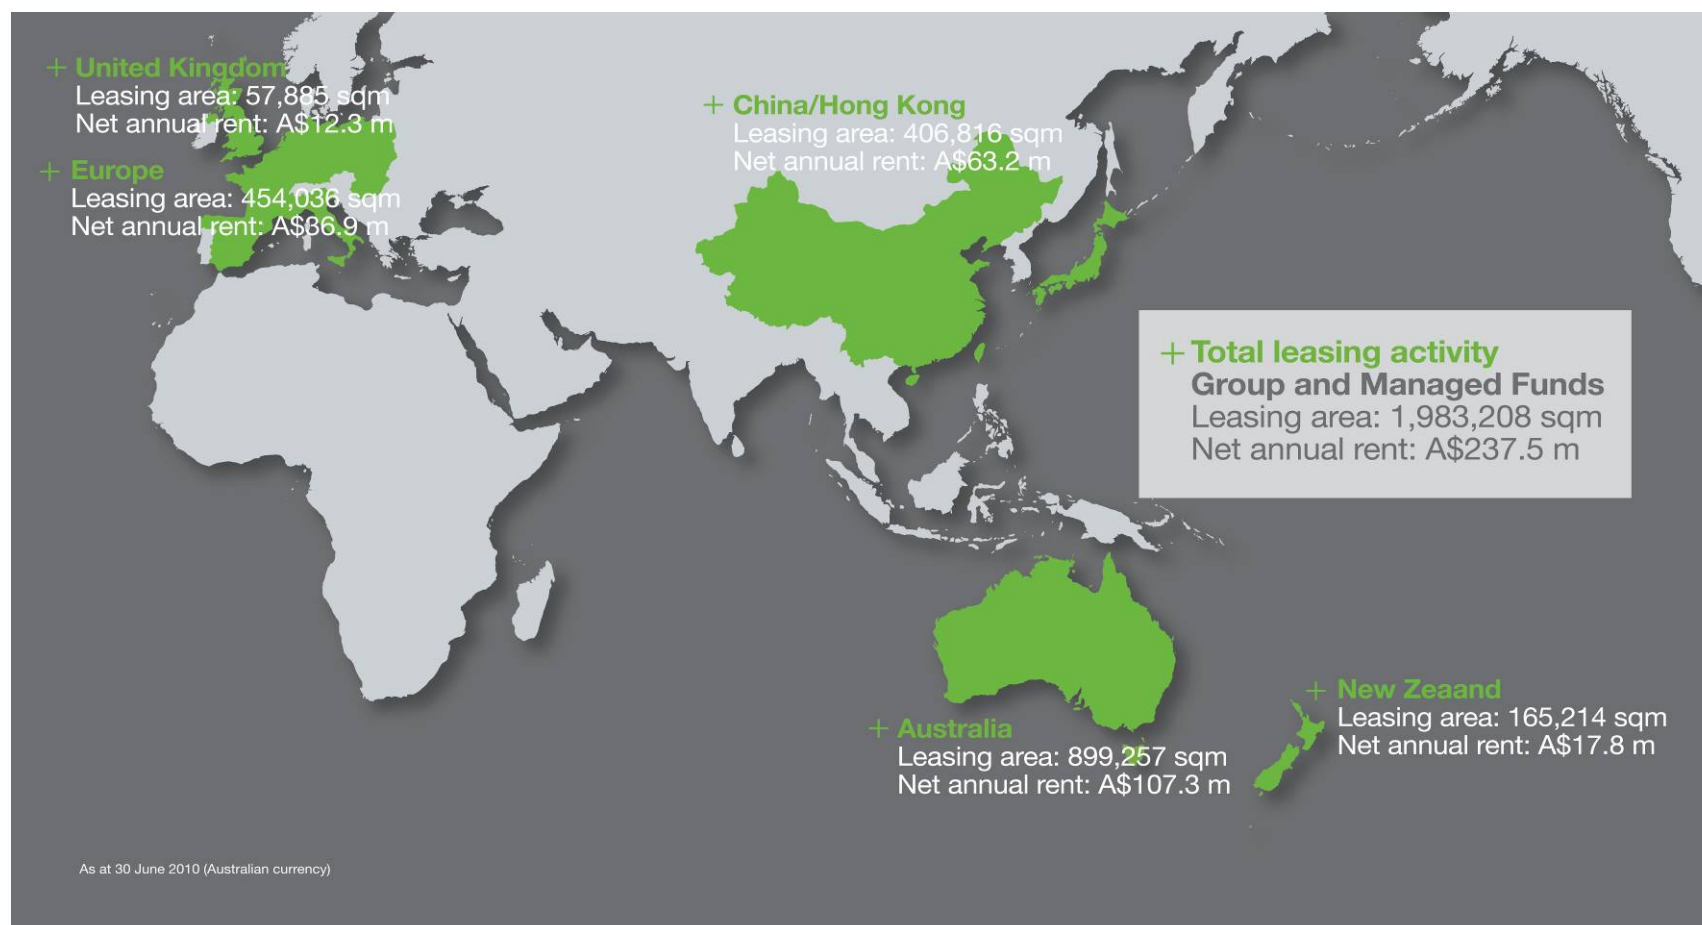 + United Kingdom
Leasing area: 57,885 sqm
Net annual rent: A$12.3 m
+ Europe
Leasing area: 454,036 sqm
Net annual rent: A$36.9 m
+ China/Hong Kong
Leasing area: 406,816 sqm
Net annual rent: A$63.2 m
+ Total leasing activity
Group and Managed Funds
Leasing area: 1,983,208 sqm
Net annual rent: A$237.5 m
+ New Zeaand
Leasing area: 165,214 sqm
Net annual rent: A$17.8 m
+ Australia
Leasing area: 899,257 sqm
Net annual rent: A$107.3 m
As at 30 June 2010 (Australian currency)